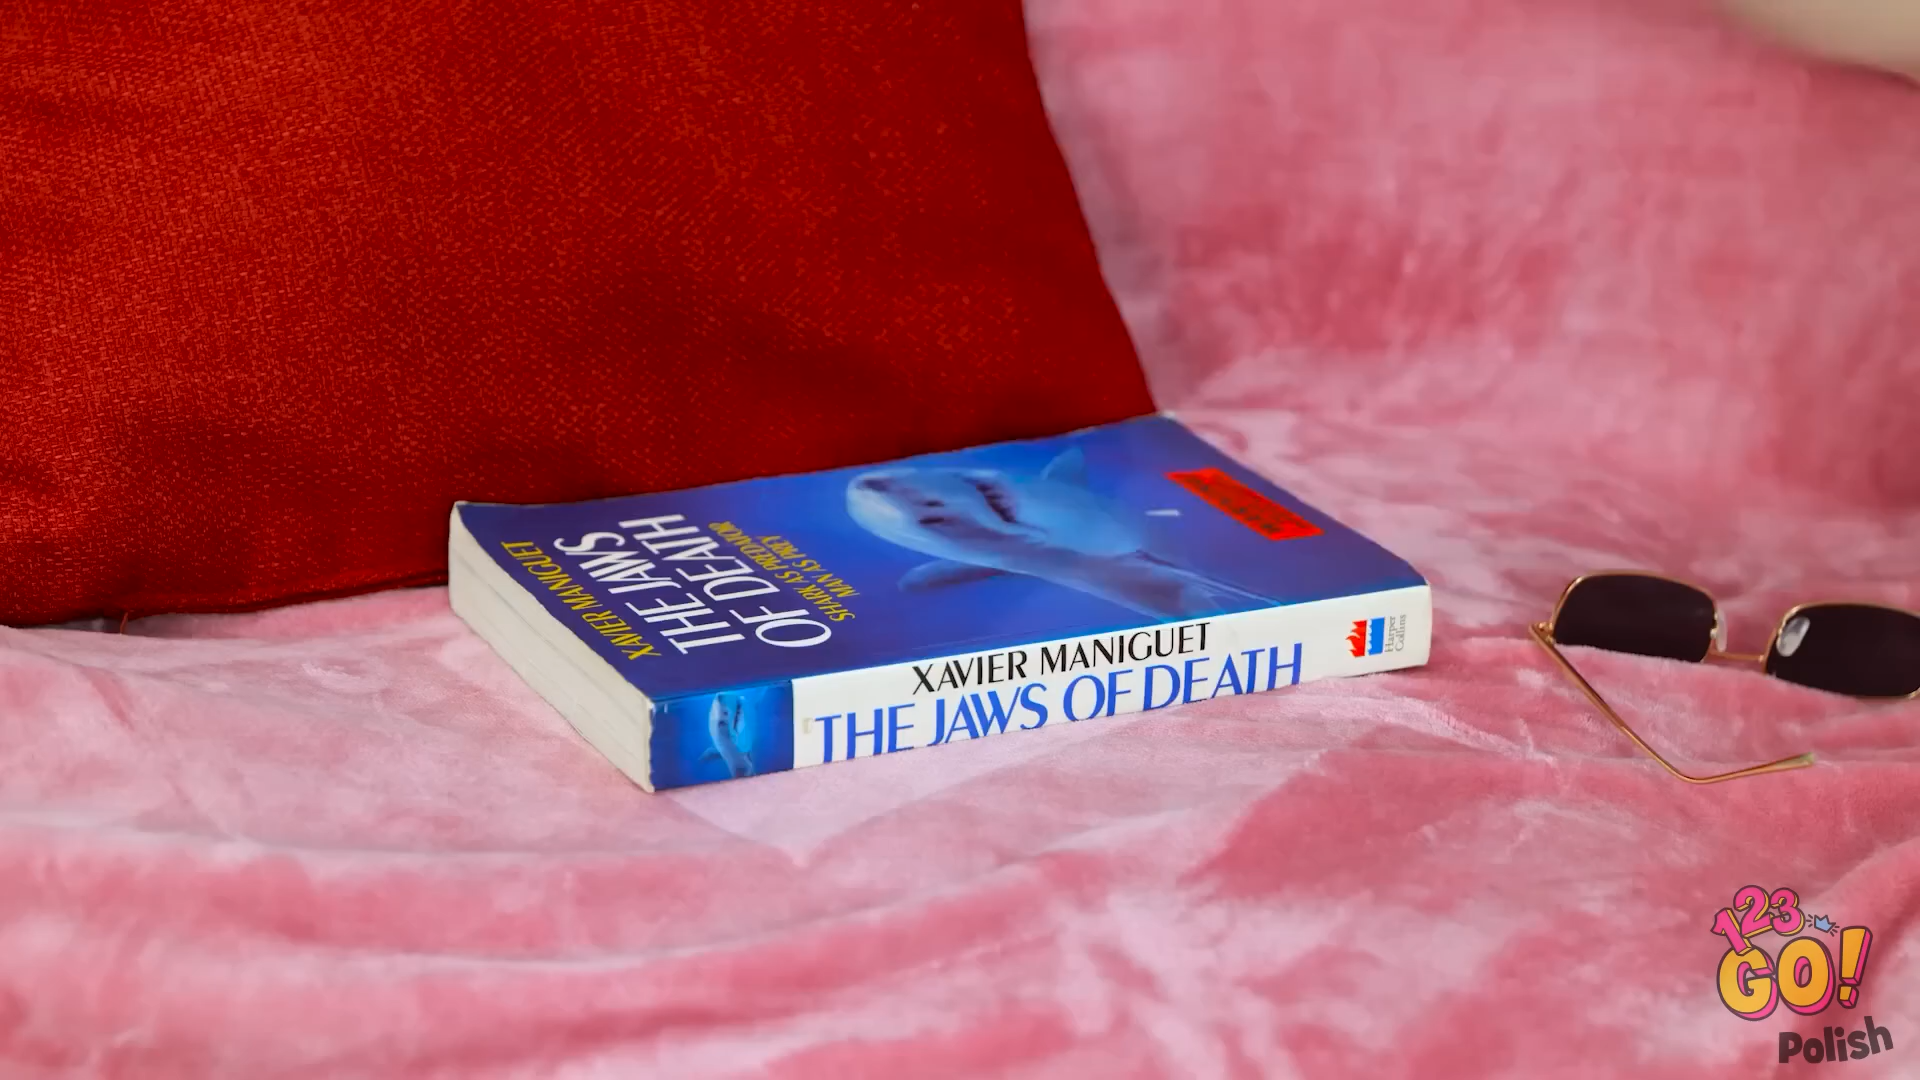 XAVIER MANIGUET
THE JAWS
OF DEATH
SHARK AS PREDATOR
MAN AS PREY
XAVIER MANIGUET
THE JAWS OF DEATH
Harper
Collins
123
GO!
Polish